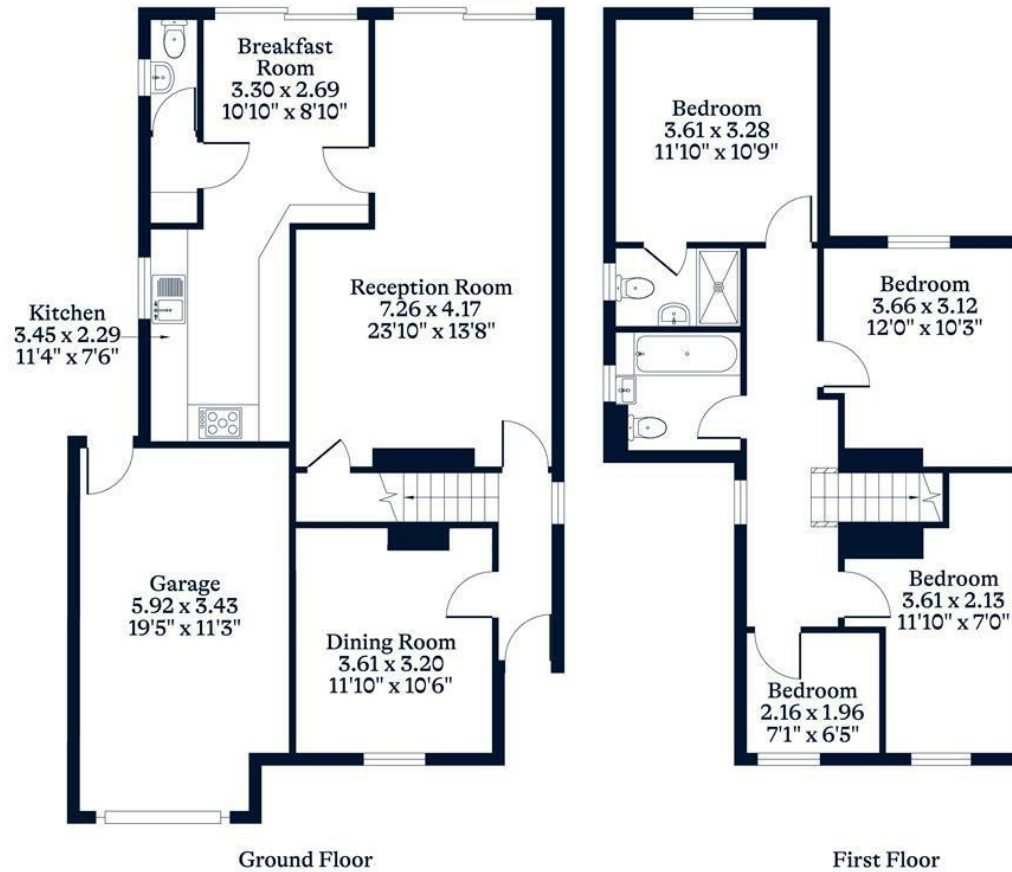 Breakfast
Room
3.30 x 2.69
10'10" x 8'10"
Kitchen
3.45 x 2.29
11'4" x 7'6"
Reception Room
7.26 x 4.17
23'10" x 13'8"
Garage
5.92 x 3.43
19'5" x 11'3"
Dining Room
3.61 x 3.20
11'10" x 10'6"
Ground Floor
Bedroom
3.61 x 3.28
11'10" x 10'9"
Bedroom
3.66 x 3.12
12'0" x 10'3"
Bedroom
3.61 x 2.13
11'10" x 7'0"
Bedroom
2.16 x 1.96
7'1" x 6'5"
First Floor